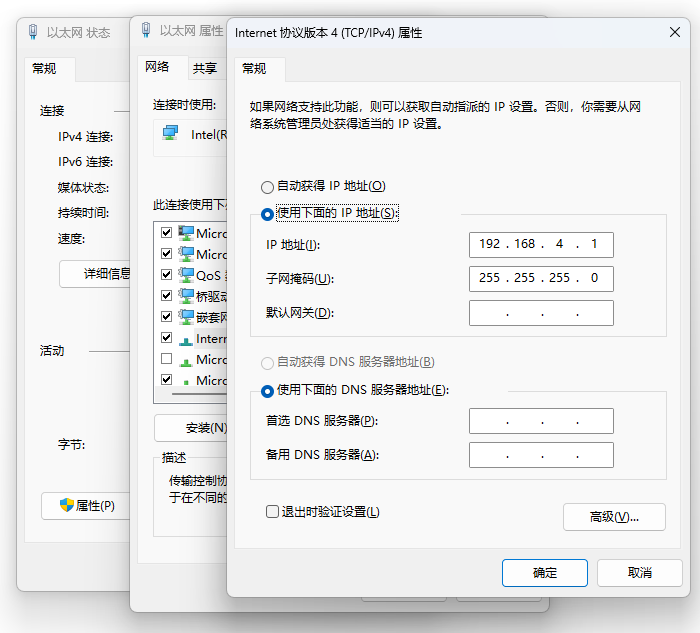 以太网 状态
常规
连接
IPv4 连接:
IPv6 连接:
媒体状态:
持续时间:
速度:
详细信息
活动
字节:
属性(P)
以太网 属性
网络
共享
连接时使用:
Intel(R
此连接使用下
Micro
Micro
QoS
桥驱动
嵌套网
Intern
Micro
Micro
安装(N)
描述
传输控制协
于在不同的
Internet 协议版本 4 (TCP/IPv4) 属性
常规
如果网络支持此功能，则可以获取自动指派的 IP 设置。否则，你需要从网
络系统管理员处获得适当的 IP 设置。
自动获得 IP 地址(O)
使用下面的 IP 地址(S):
IP 地址(I):
192 . 168 . 4 . 1
子网掩码(U):
255 . 255 . 255 . 0
默认网关(D):
. . .
自动获得 DNS 服务器地址(B)
使用下面的 DNS 服务器地址(E):
首选 DNS 服务器(P):
. . .
备用 DNS 服务器(A):
. . .
退出时验证设置(L)
高级(V)...
确定
取消